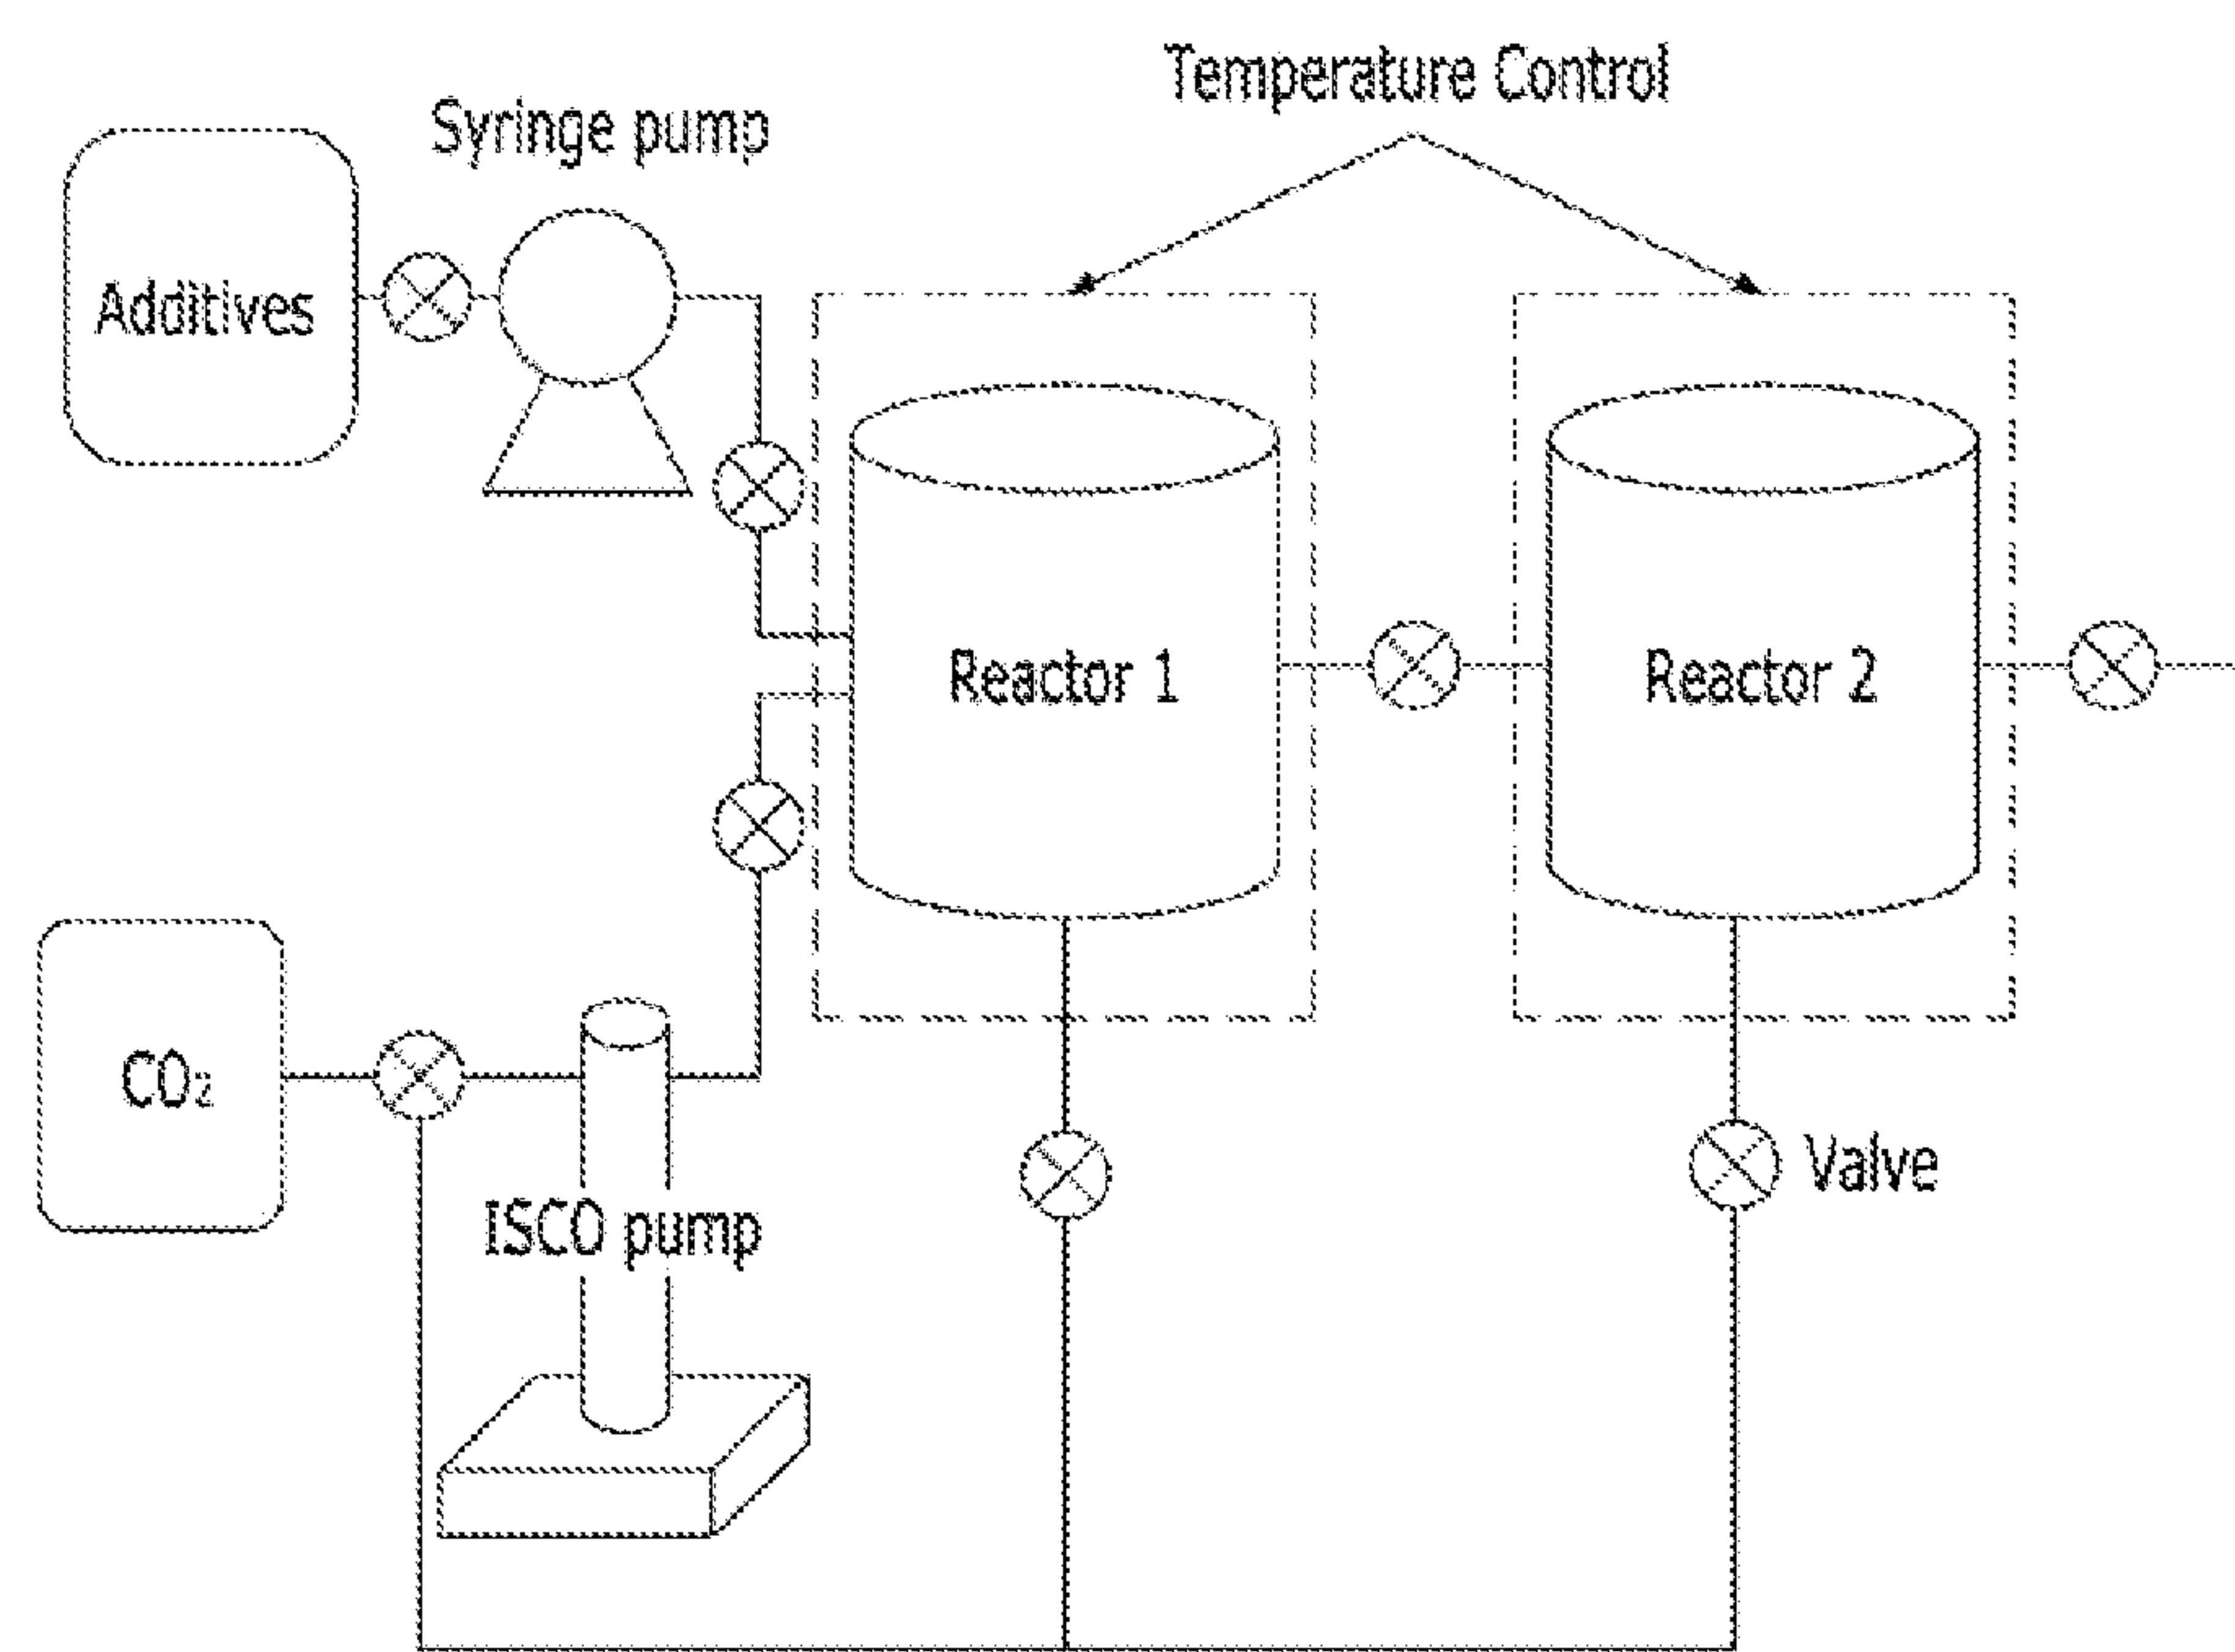 Temperature Control
Syringe pump
Additives
Reactor 1
Reactor 2
CO₂
Valve
ISCO pump